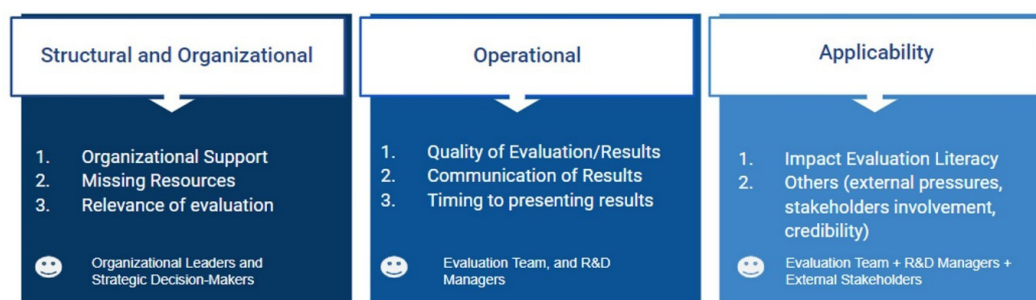 Structural and Organizational
1. Organizational Support
2. Missing Resources
3. Relevance of evaluation
Organizational Leaders and
Strategic Decision-Makers
Operational
1. Quality of Evaluation/Results
2. Communication of Results
3. Timing to presenting results
Evaluation Team, and R&D
Managers
Applicability
1. Impact Evaluation Literacy
2. Others (external pressures,
stakeholders involvement,
credibility)
Evaluation Team + R&D Managers +
External Stakeholders